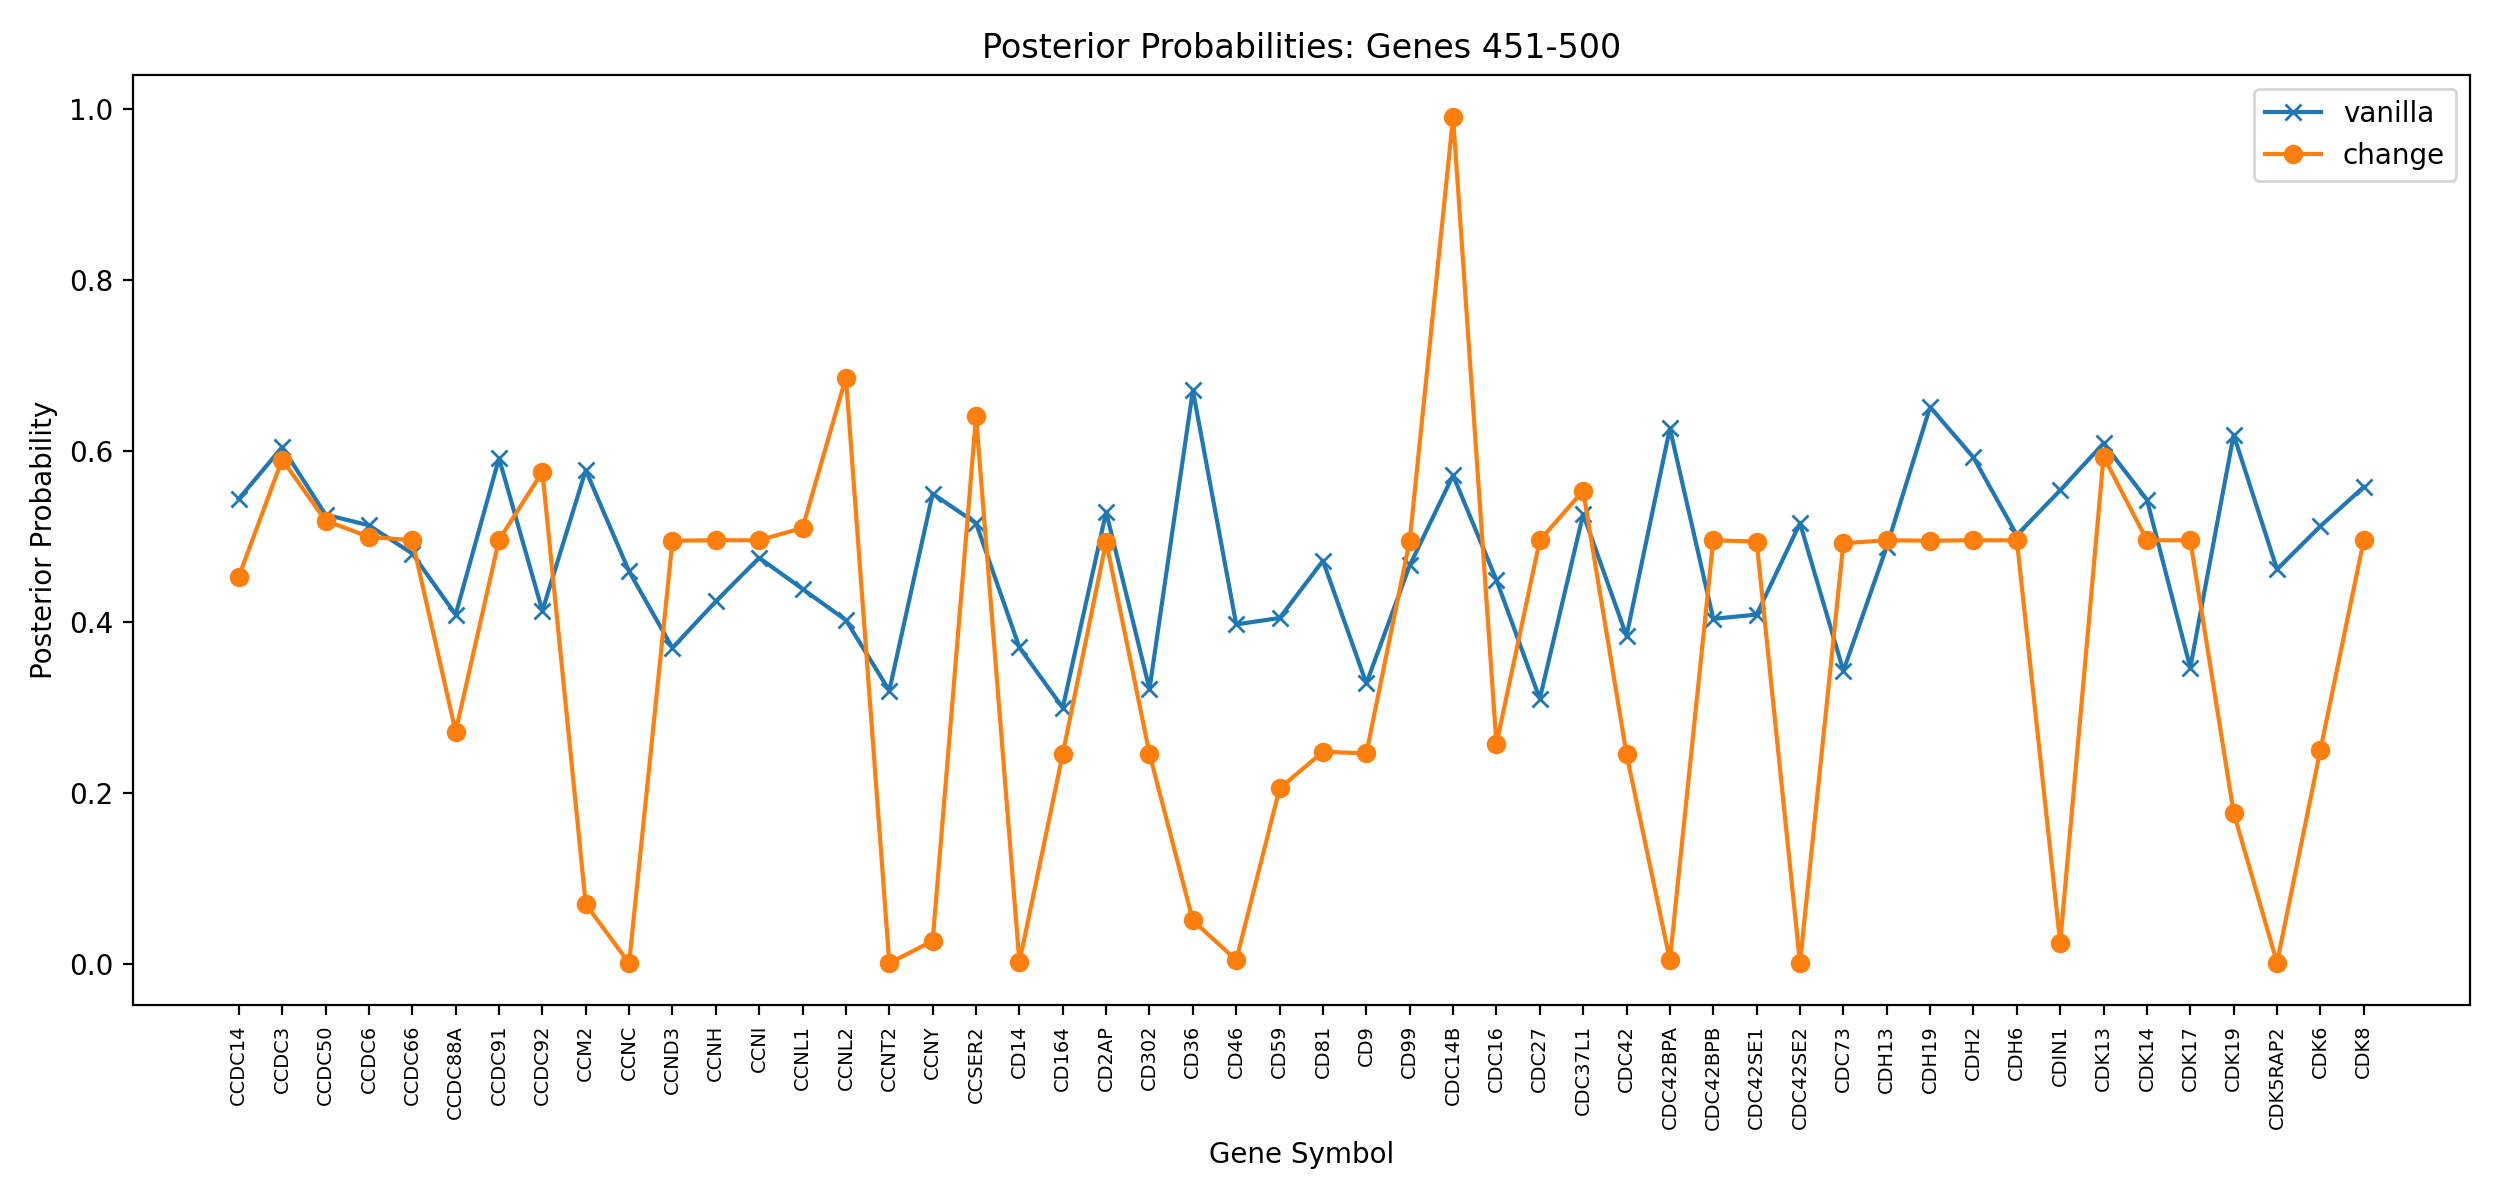 Posterior Probabilities: Genes 451-500
vanilla
change
Posterior Probability
1.0
0.8
0.6
0.4
0.2
0.0
CCDC14
CCDC3
CCDC50
CCDC6
CCDC66
CCDC88A
CCDC91
CCDC92
CCM2
CCNC
CCND3
CCNH
CCNI
CCNL1
CCNL2
CCNT2
CCNY
CCSER2
CD14
CD164
CD2AP
CD302
CD36
CD46
CD59
CD81
CD9
CD99
CDC14B
CDC16
CDC27
CDC37L1
CDC42
CDC42BPA
CDC42BPB
CDC42SE1
CDC42SE2
CDC73
CDH13
CDH19
CDH2
CDH6
CDIN1
CDK13
CDK14
CDK17
CDK19
CDK5RAP2
CDK6
CDK8
Gene Symbol